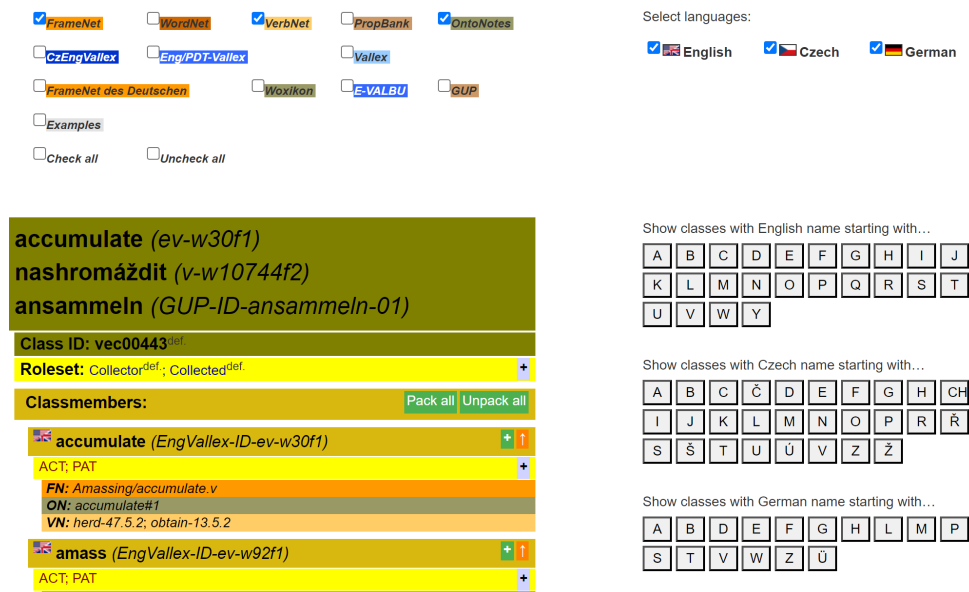 FrameNet WordNet VerbNet PropBank OntoNotes
CzEngVallex Eng/PDT-Vallex Vallex
FrameNet des Deutschen Woxikon E-VALBU GUP
Examples
Check all Uncheck all
Select languages:
English Czech German
accumulate (ev-w30f1)
nashromáždit (v-w10744f2)
ansammeln (GUP-ID-ansammeln-01)
Class ID: vec00443def.
Roleset: Collectordef.; Collecteddef. +
Classmembers: Pack all Unpack all
accumulate (EngVallex-ID-ev-w30f1) + ↑
ACT; PAT +
FN: Amassing/accumulate.v
ON: accumulate#1
VN: herd-47.5.2; obtain-13.5.2
amass (EngVallex-ID-ev-w92f1) + ↑
ACT; PAT +
Show classes with English name starting with…
A B C D E F G H I J
K L M N O P Q R S T
U V W Y
Show classes with Czech name starting with…
A B C Č D E F G H CH
I J K L M N O P R Ř
S Š T U Ú V Z Ž
Show classes with German name starting with…
A B D E F G H L M P
S T V W Z Ü